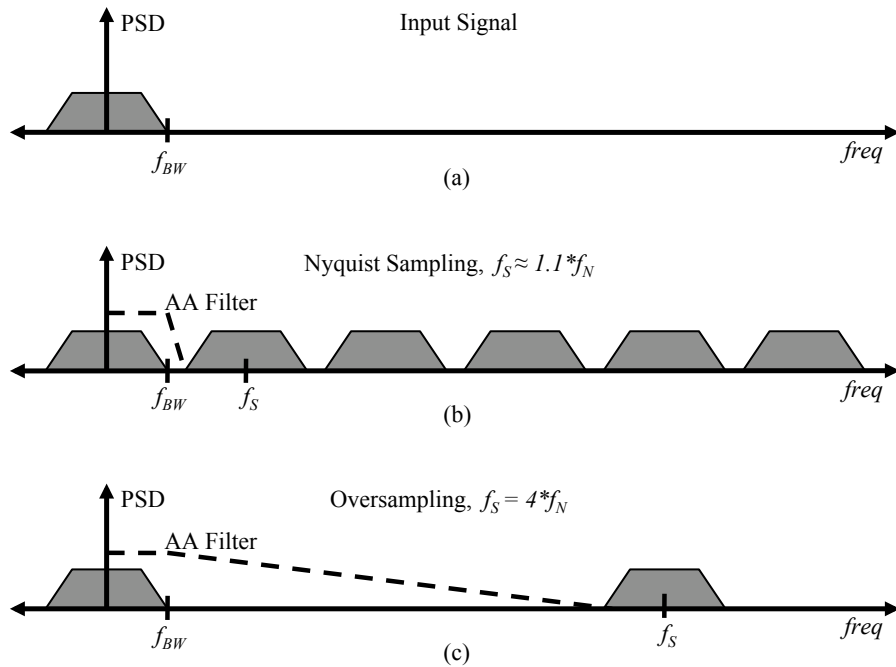 PSD
Input Signal
f_BW
freq
(a)
PSD
Nyquist Sampling, f_S ≈ 1.1*f_N
AA Filter
f_BW
f_S
freq
(b)
PSD
Oversampling, f_S = 4*f_N
AA Filter
f_BW
f_S
freq
(c)